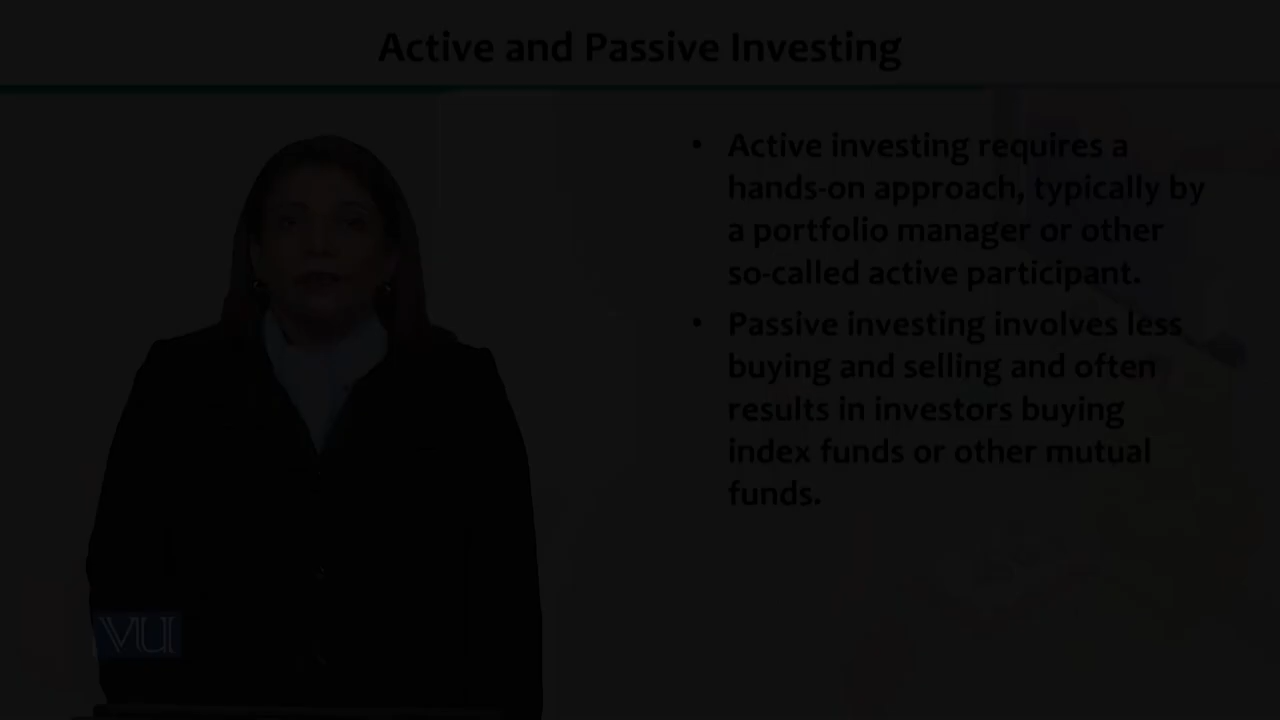 Active and Passive Investing
• Active investing requires a
hands-on approach, typically by
a portfolio manager or other
so-called active participant.
• Passive investing involves less
buying and selling and often
results in investors buying
index funds or other mutual
funds.
VU